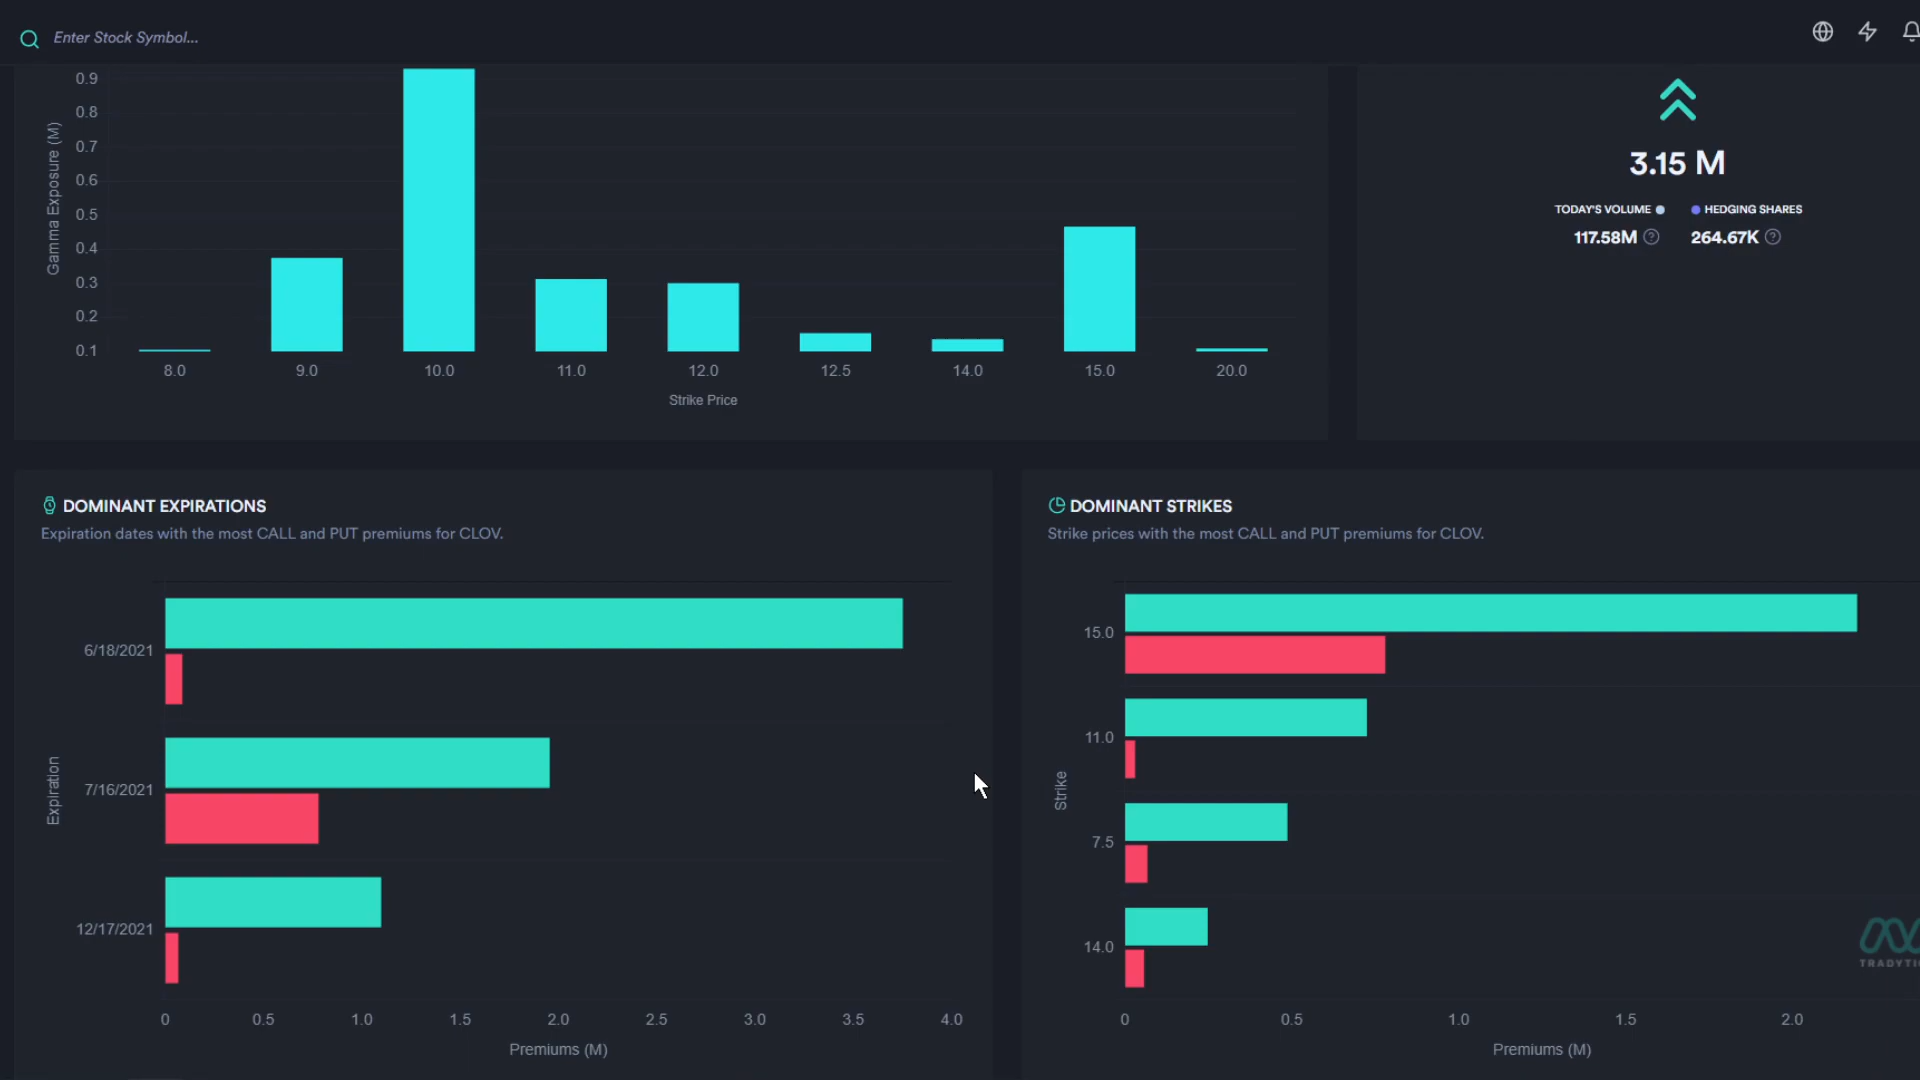 Enter Stock Symbol...
Gamma Exposure (M)
0.9
0.8
0.7
0.6
0.5
0.4
0.3
0.2
0.1
8.0 9.0 10.0 11.0 12.0 12.5 14.0 15.0 20.0
Strike Price
3.15 M
TODAY'S VOLUME HEDGING SHARES
117.58M 264.67K
DOMINANT EXPIRATIONS
Expiration dates with the most CALL and PUT premiums for CLOV.
Expiration
6/18/2021
7/16/2021
12/17/2021
0 0.5 1.0 1.5 2.0 2.5 3.0 3.5 4.0
Premiums (M)
DOMINANT STRIKES
Strike prices with the most CALL and PUT premiums for CLOV.
Strike
15.0
11.0
7.5
14.0
0 0.5 1.0 1.5 2.0
Premiums (M)